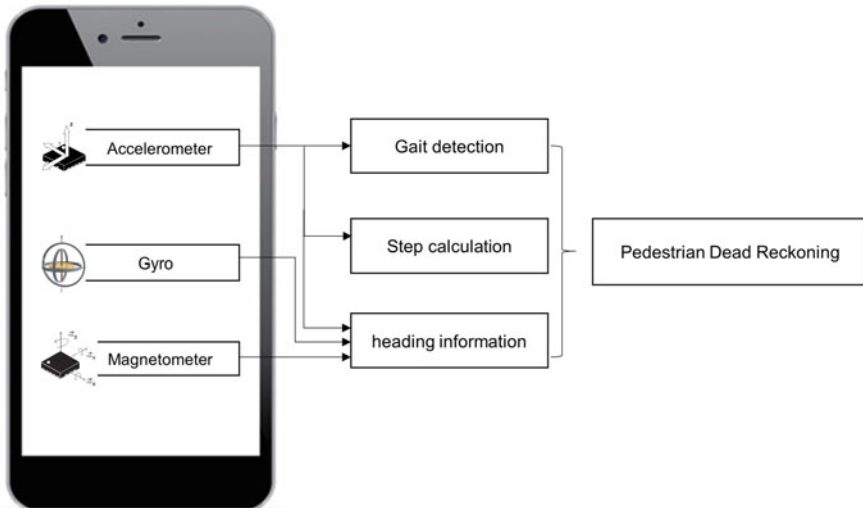 Accelerometer
Gyro
Magnetometer
Gait detection
Step calculation
heading information
Pedestrian Dead Reckoning